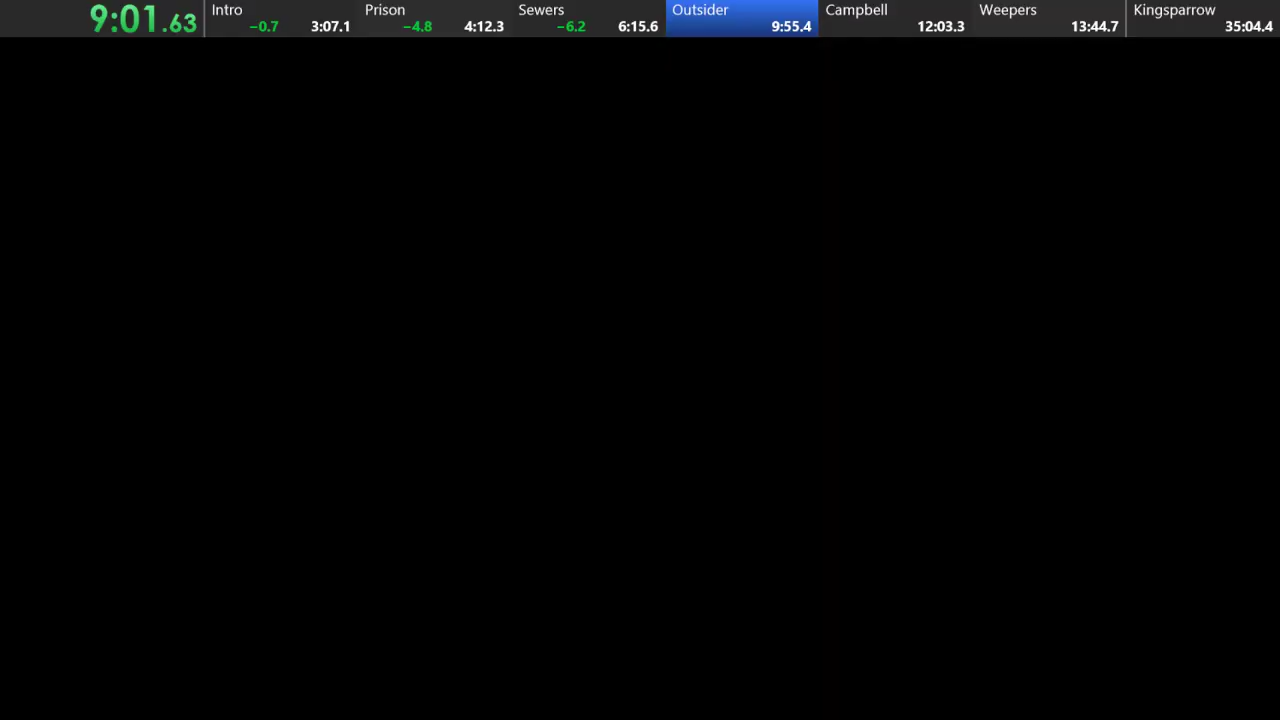 9:01.63
Intro
−0.7 3:07.1
Prison
−4.8 4:12.3
Sewers
−6.2 6:15.6
Outsider
9:55.4
Campbell
12:03.3
Weepers
13:44.7
Kingsparrow
35:04.4